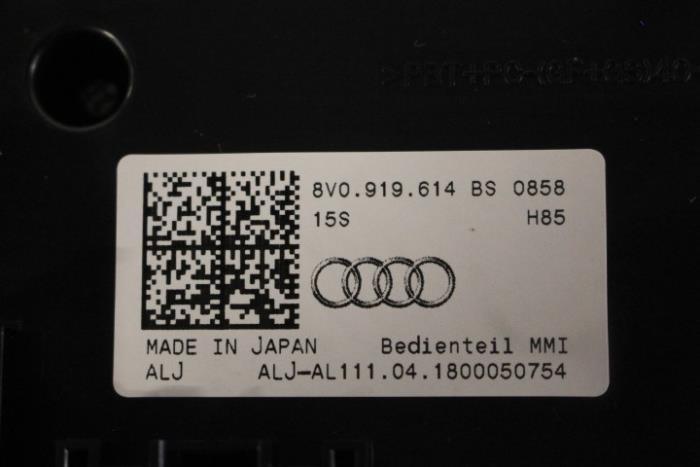 8V0.919.614 BS 0858
15S H85
MADE IN JAPAN Bedienteil MMI
ALJ ALJ-AL111.04.1800050754